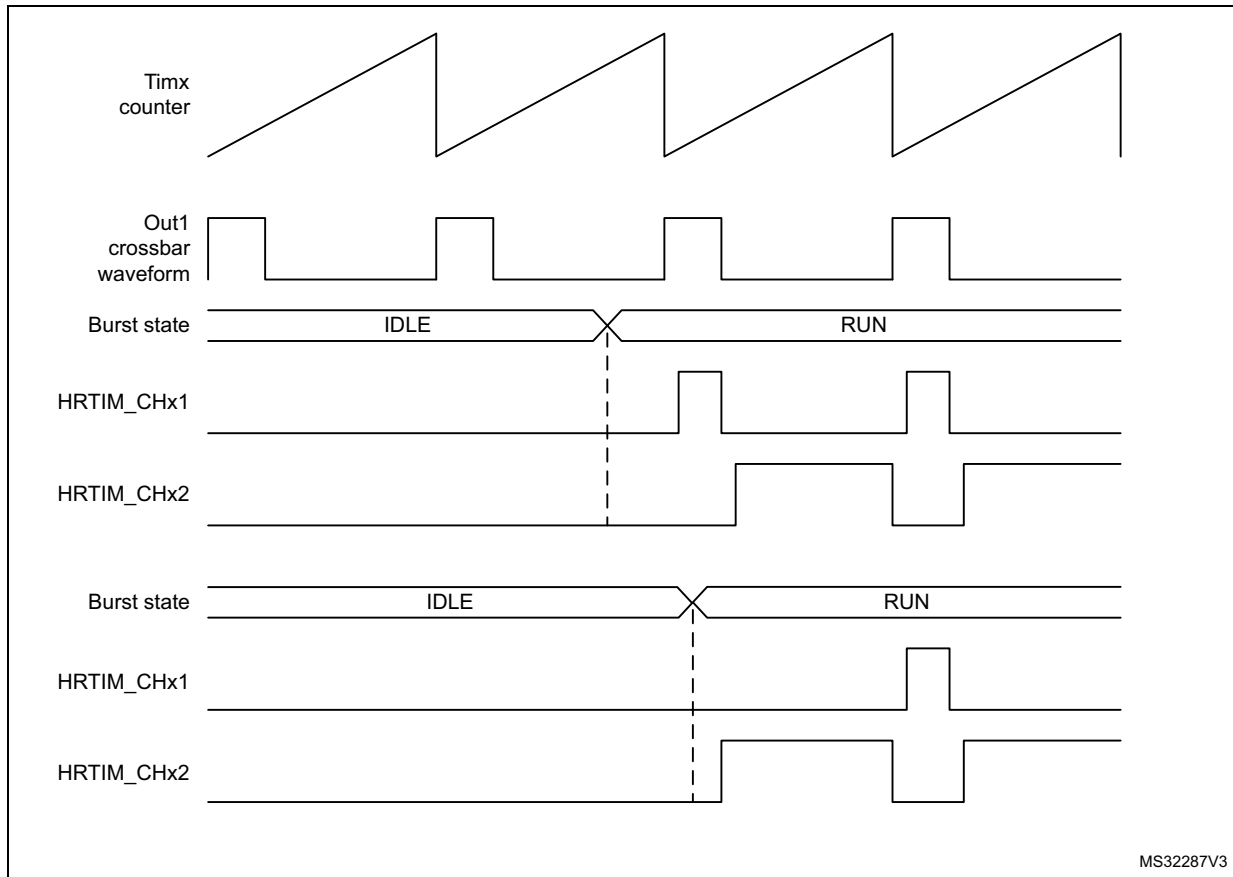 Timx
counter
Out1
crossbar
waveform
Burst state
IDLE
RUN
HRTIM_CHx1
HRTIM_CHx2
Burst state
IDLE
RUN
HRTIM_CHx1
HRTIM_CHx2
MS32287V3